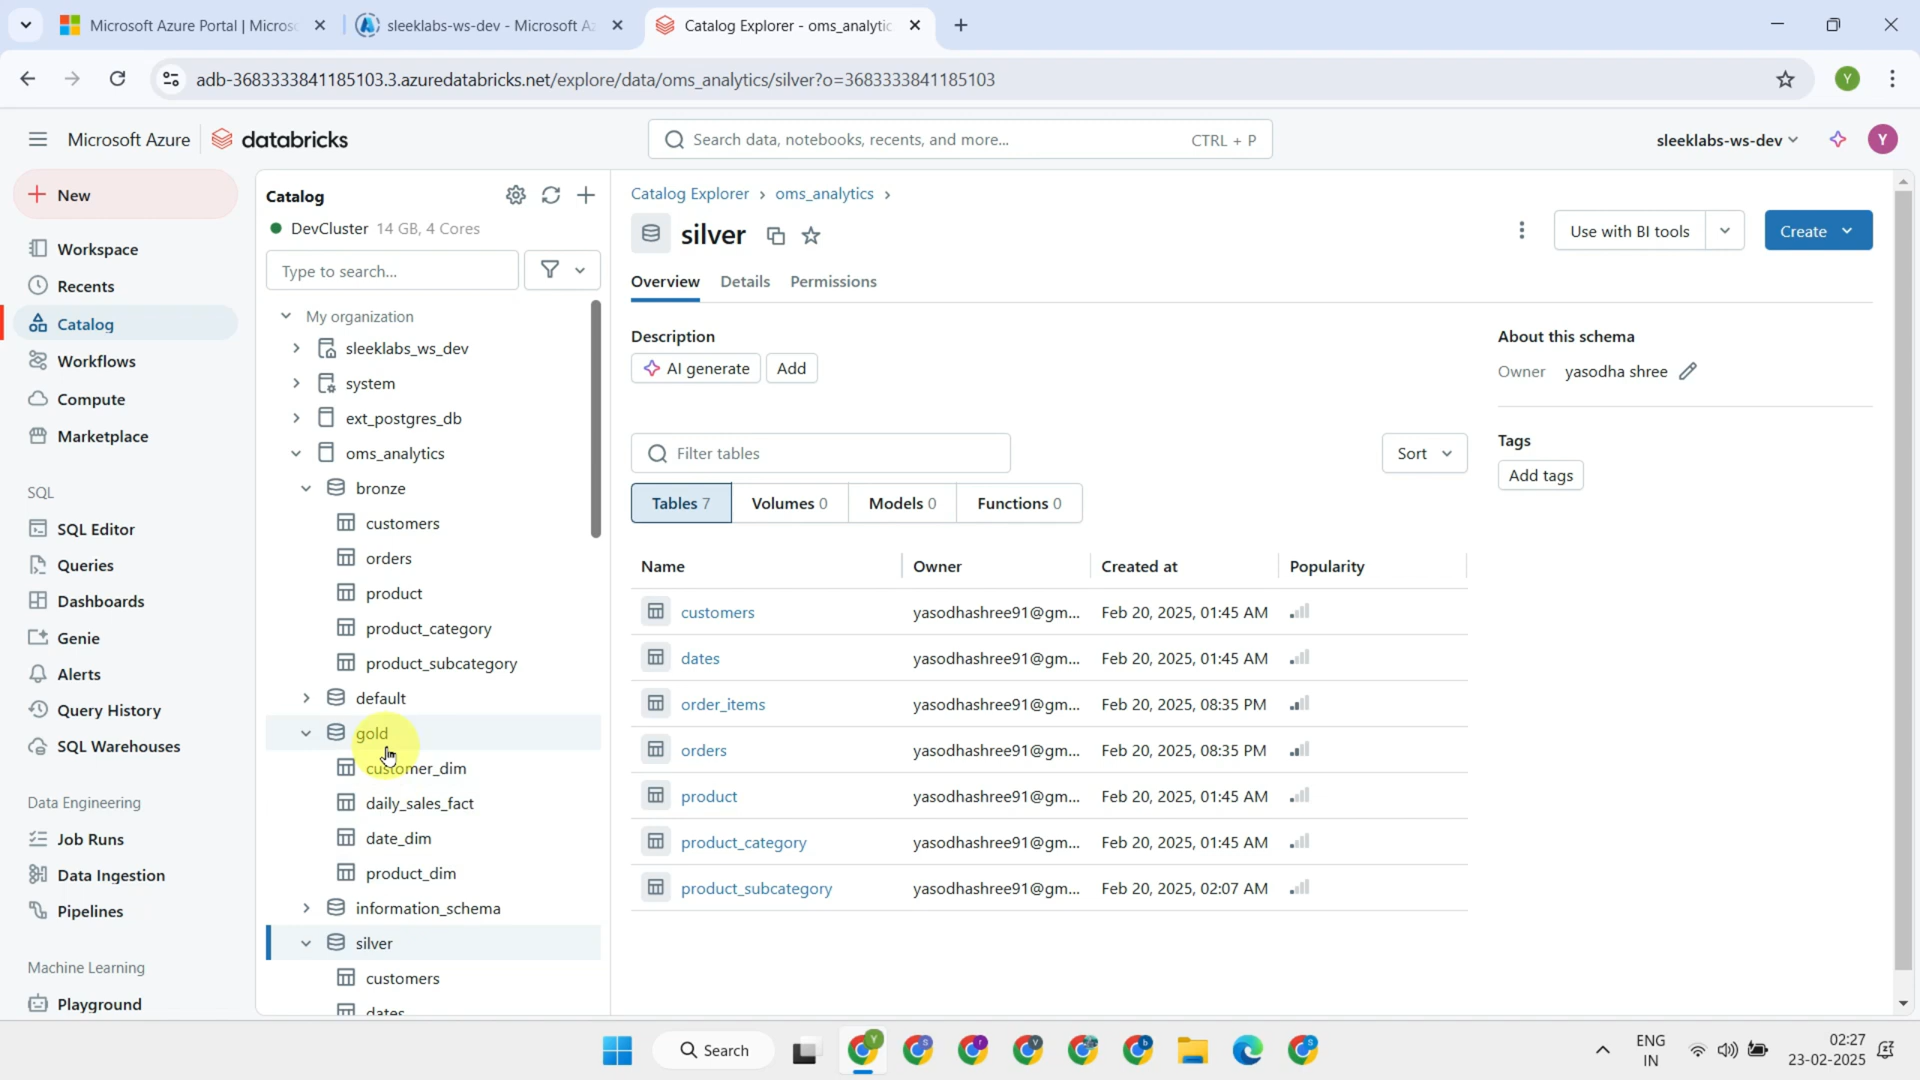 Microsoft Azure Portal | Micros
sleeklabs-ws-dev - Microsoft Az
Catalog Explorer - oms_analytic
adb-3683333841185103.3.azuredatabricks.net/explore/data/oms_analytics/silver?o=3683333841185103
Y
Microsoft Azure
databricks
Search data, notebooks, recents, and more...
CTRL + P
sleeklabs-ws-dev
Y
New
Workspace
Recents
Catalog
Workflows
Compute
Marketplace
SQL
SQL Editor
Queries
Dashboards
Genie
Alerts
Query History
SQL Warehouses
Data Engineering
Job Runs
Data Ingestion
Pipelines
Machine Learning
Playground
Catalog
DevCluster 14 GB, 4 Cores
Type to search...
My organization
sleeklabs_ws_dev
system
ext_postgres_db
oms_analytics
bronze
customers
orders
product
product_category
product_subcategory
default
gold
customer_dim
daily_sales_fact
date_dim
product_dim
information_schema
silver
customers
dates
Catalog Explorer › oms_analytics ›
silver
Use with BI tools
Create
Overview Details Permissions
Description
AI generate
Add
Filter tables
Sort
Tables 7
Volumes 0
Models 0
Functions 0
Name Owner Created at Popularity
customers yasodhashree91@gm... Feb 20, 2025, 01:45 AM
dates yasodhashree91@gm... Feb 20, 2025, 01:45 AM
order_items yasodhashree91@gm... Feb 20, 2025, 08:35 PM
orders yasodhashree91@gm... Feb 20, 2025, 08:35 PM
product yasodhashree91@gm... Feb 20, 2025, 01:45 AM
product_category yasodhashree91@gm... Feb 20, 2025, 01:45 AM
product_subcategory yasodhashree91@gm... Feb 20, 2025, 02:07 AM
About this schema
Owner yasodha shree
Tags
Add tags
Search
ENG
IN
02:27
23-02-2025